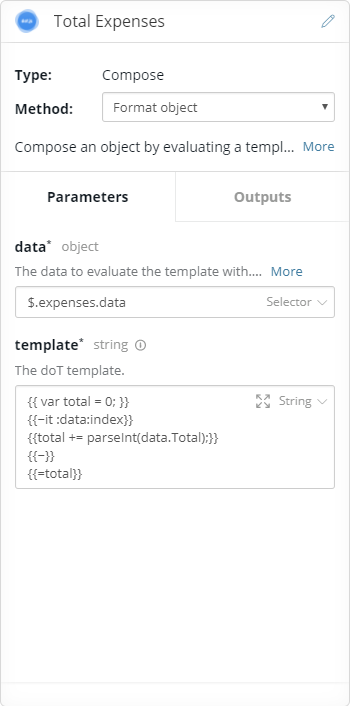 Total Expenses
Type: Compose
Method: Format object
Compose an object by evaluating a templ... More
Parameters Outputs
data* object
The data to evaluate the template with.... More
$.expenses.data Selector
template* string
The doT template.
{{ var total = 0; }} String
{{~it :data:index}}
{{total += parseInt(data.Total);}}
{{~}}
{{=total}}